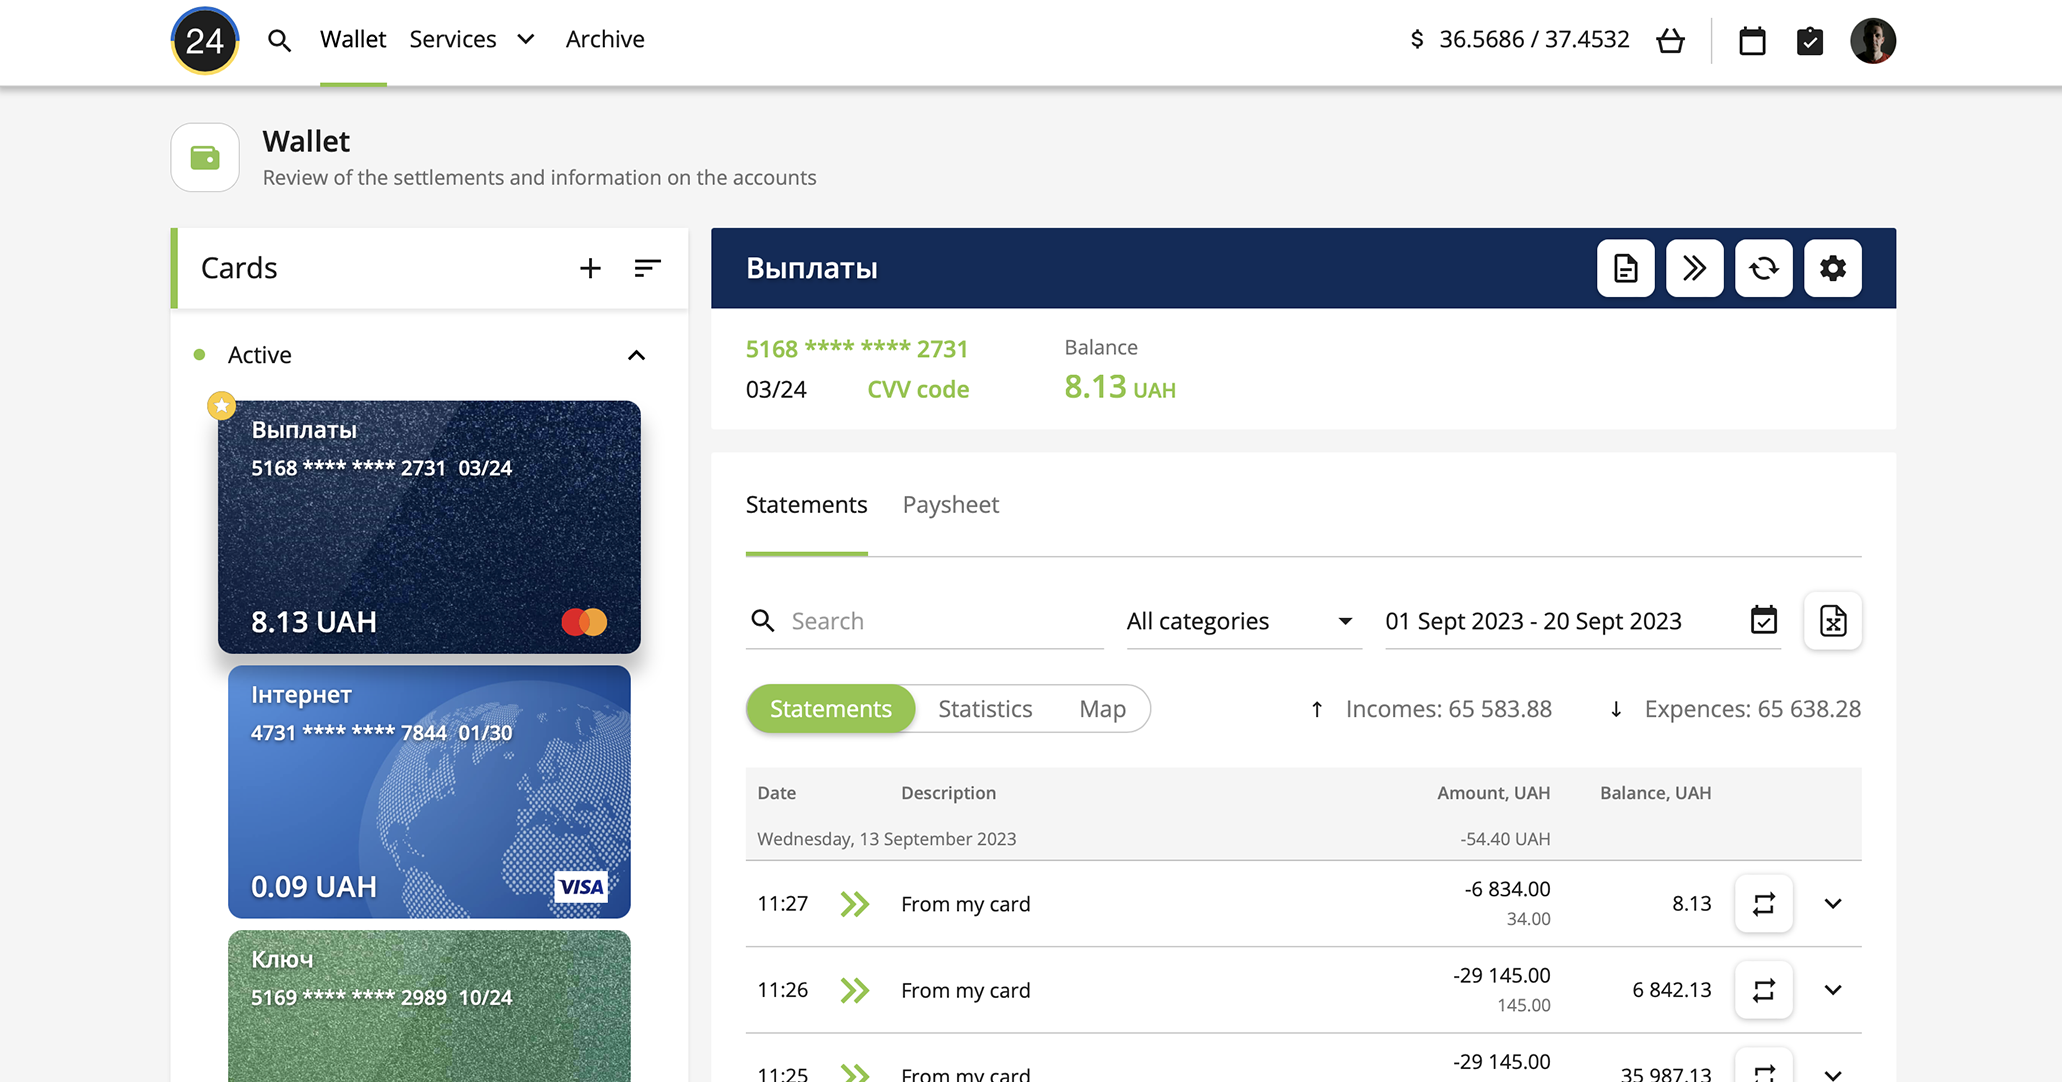 24 Wallet Services Archive $ 36.5686 / 37.4532
Wallet
Review of the settlements and information on the accounts
Cards
Active
Выплаты
5168 **** **** 2731 03/24
8.13 UAH
Інтернет
4731 **** **** 7844 01/30
0.09 UAH VISA
Ключ
5169 **** **** 2989 10/24
Выплаты
5168 **** **** 2731 Balance
03/24 CVV code 8.13 UAH
Statements Paysheet
Search All categories 01 Sept 2023 - 20 Sept 2023
Statements Statistics Map ↑ Incomes: 65 583.88 ↓ Expences: 65 638.28
Date Description Amount, UAH Balance, UAH
Wednesday, 13 September 2023 -54.40 UAH
11:27 From my card -6 834.00 8.13
34.00
11:26 From my card -29 145.00 6 842.13
145.00
-29 145.00
11:25 From my card 35 987.13